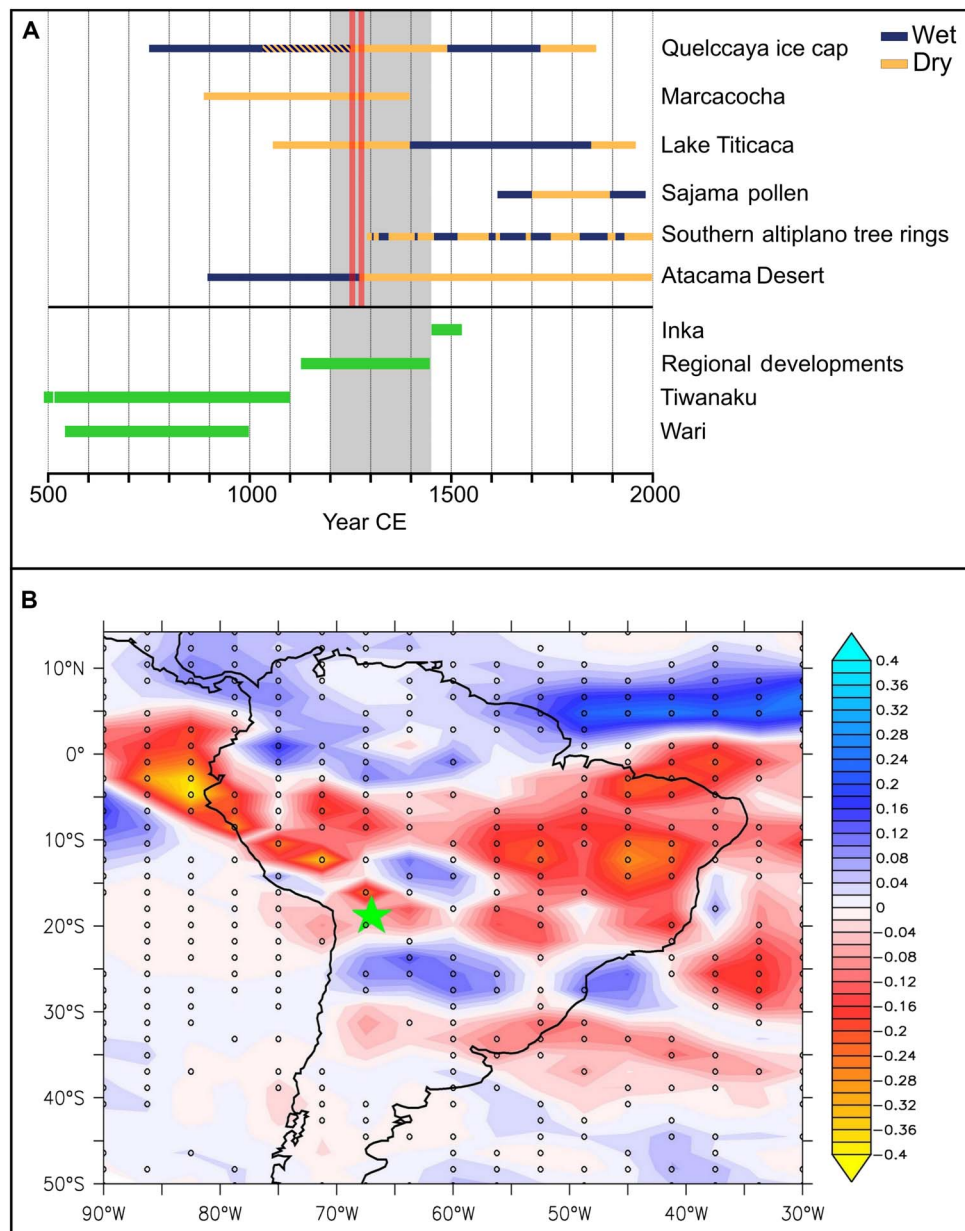 A
Wet
Dry
Quelccaya ice cap
Marcacocha
Lake Titicaca
Sajama pollen
Southern altiplano tree rings
Atacama Desert
Inka
Regional developments
Tiwanaku
Wari
500 1000 1500 2000
Year CE
B
10°N
0°
10°S
20°S
30°S
40°S
50°S
90°W 80°W 70°W 60°W 50°W 40°W 30°W
0.4
0.36
0.32
0.28
0.24
0.2
0.16
0.12
0.08
0.04
0
−0.04
−0.08
−0.12
−0.16
−0.2
−0.24
−0.28
−0.32
−0.36
−0.4